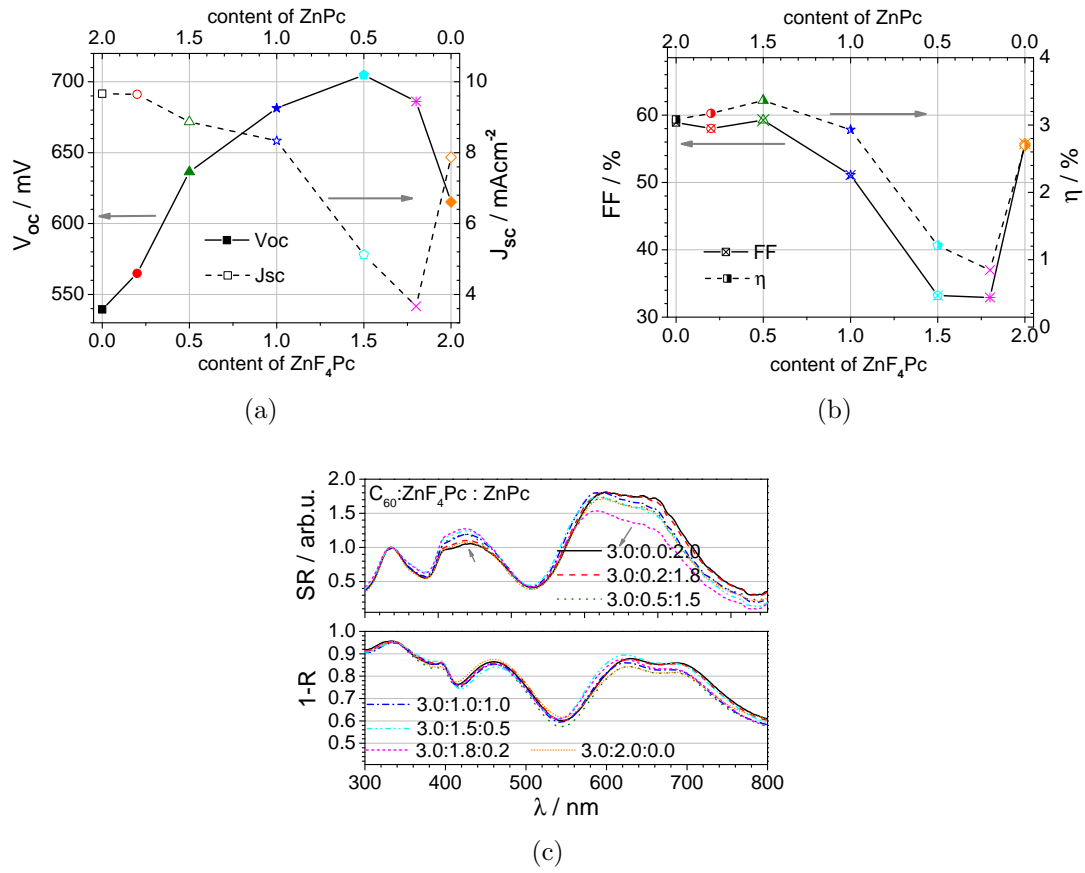 content of ZnPc
2.0 1.5 1.0 0.5 0.0
700
650
600
550
V_oc / mV
10
8
6
4
J_sc / mAcm⁻²
Voc
Jsc
0.0 0.5 1.0 1.5 2.0
content of ZnF₄Pc
(a)
content of ZnPc
2.0 1.5 1.0 0.5 0.0
60
50
40
30
FF / %
4
3
2
1
0
η / %
FF
η
0.0 0.5 1.0 1.5 2.0
content of ZnF₄Pc
(b)
2.0
1.5
1.0
0.5
SR / arb.u.
C₆₀:ZnF₄Pc : ZnPc
3.0:0.0:2.0
3.0:0.2:1.8
3.0:0.5:1.5
1.0
0.9
0.8
0.7
0.6
0.5
1-R
3.0:1.0:1.0
3.0:1.5:0.5
3.0:1.8:0.2 3.0:2.0:0.0
300 400 500 600 700 800
λ / nm
(c)